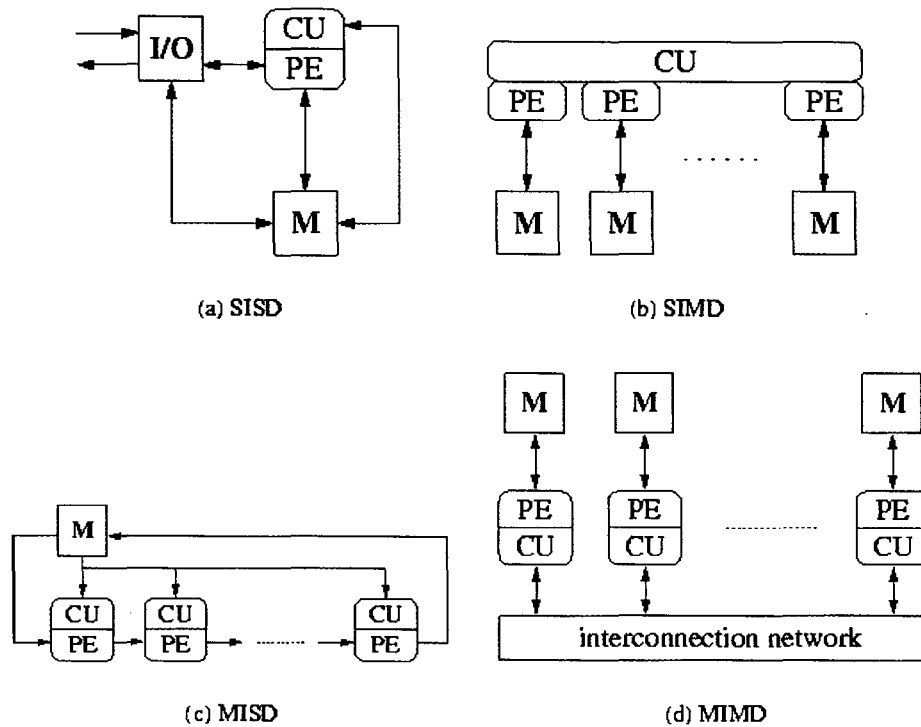 I/O
CU
PE
M
(a) SISD
CU
PE PE PE
M M M
(b) SIMD
M
CU CU CU
PE PE PE
(c) MISD
M M M
PE PE PE
CU CU CU
interconnection network
(d) MIMD